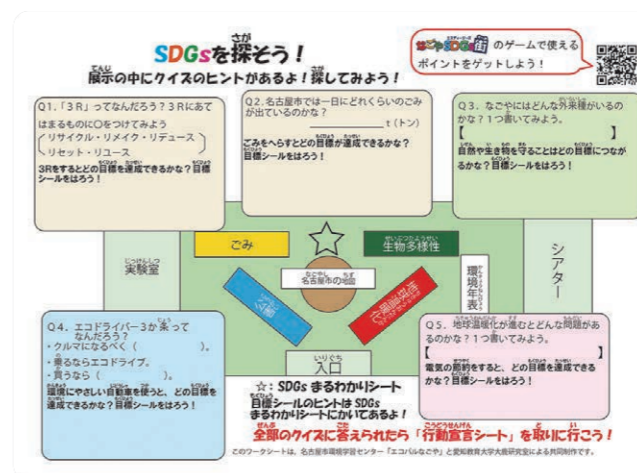 SDGsを探そう！
展示の中にクイズのヒントがあるよ！探してみよう！
なごやSDGs街のゲームで使える
ポイントをゲットしよう！
Q1.「3R」ってなんだろう？3Rにあて
はまるものに○をつけてみよう
リサイクル・リメイク・リデュース
リセット・リユース
3Rをするとどの目標を達成できるかな？目標
シールをはろう！
Q2.名古屋市では一日にどれくらいのごみ
が出ているのかな？
t（トン）
ごみをへらすとどの目標が達成できるかな？
目標シールをはろう！
Q3．なごやにはどんな外来種がいるの
かな？1つ書いてみよう。
【 】
自然や生き物を守ることはどの目標につなが
るかな？目標シールをはろう！
ごみ
生物多様性
実験室
名古屋市の地図
環境年表
シアター
地球温暖化
入口
Q4．エコドライバー3か条って
なんだろう？
・クルマになるべく（ ）。
・乗るならエコドライブ。
・買うなら（ ）。
環境にやさしい自動車を使うと、どの目標を
達成できるかな？目標シールをはろう！
Q5．地球温暖化が進むとどんな問題があ
るのかな？1つ書いてみよう。
【 】
電気の節約をすると、どの目標を達成できる
かな？目標シールをはろう！
☆：SDGs まるわかりシート
目標シールのヒントは SDGs
まるわかりシートにかいてあるよ！
全部のクイズに答えられたら「行動宣言シート」を取りに行こう！
このワークシートは、名古屋市環境学習センター「エコパルなごや」と愛知教育大学大鹿研究室による共同制作です。